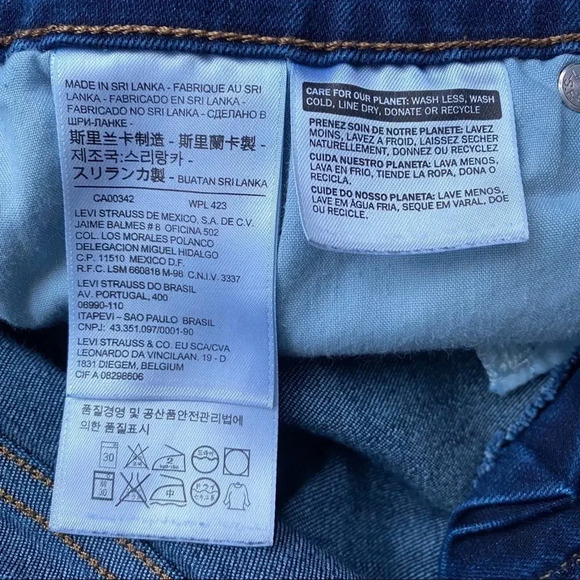 MADE IN SRI LANKA - FABRIQUE AU SRI
LANKA - FABRICADO EN SRI LANKA -
FABRICADO NO SRI LANKA - СДЕЛАНО В
ШРИ-ЛАНКЕ -
斯里兰卡制造 - 斯里蘭卡製 -
제조국:스리랑카 -
スリランカ製 - BUATAN SRI LANKA
CA00342 WPL 423
LEVI STRAUSS DE MEXICO, S.A. DE C.V.
JAIME BALMES # 8 OFICINA 502
COL. LOS MORALES POLANCO
DELEGACION MIGUEL HIDALGO
C.P. 11510 MEXICO D.F.
R.F.C. LSM 660818 M-98 C.N.I.V. 3337
LEVI STRAUSS DO BRASIL
AV. PORTUGAL, 400
06990-110
ITAPEVI – SAO PAULO BRASIL
CNPJ: 43.351.097/0001-90
LEVI STRAUSS & CO. EU SCA/CVA
LEONARDO DA VINCILAAN. 19 - D
1831 DIEGEM, BELGIUM
CIF A 08298606
품질경영 및 공산품안전관리법에
의한 품질표시
30
30 中
CARE FOR OUR PLANET: WASH LESS, WASH
COLD, LINE DRY, DONATE OR RECYCLE
PRENEZ SOIN DE NOTRE PLANETE: LAVEZ
MOINS, LAVEZ A FROID, LAISSEZ SECHER
NATURELLEMENT, DONNEZ OU RECYCLEZ
CUIDA NUESTRO PLANETA: LAVA MENOS,
LAVA EN FRIO, TIENDE LA ROPA, DONA O
RECICLA.
CUIDE DO NOSSO PLANETA: LAVE MENOS,
LAVE EM ÁGUA FRIA, SEQUE EM VARAL, DOE
OU RECICLE.